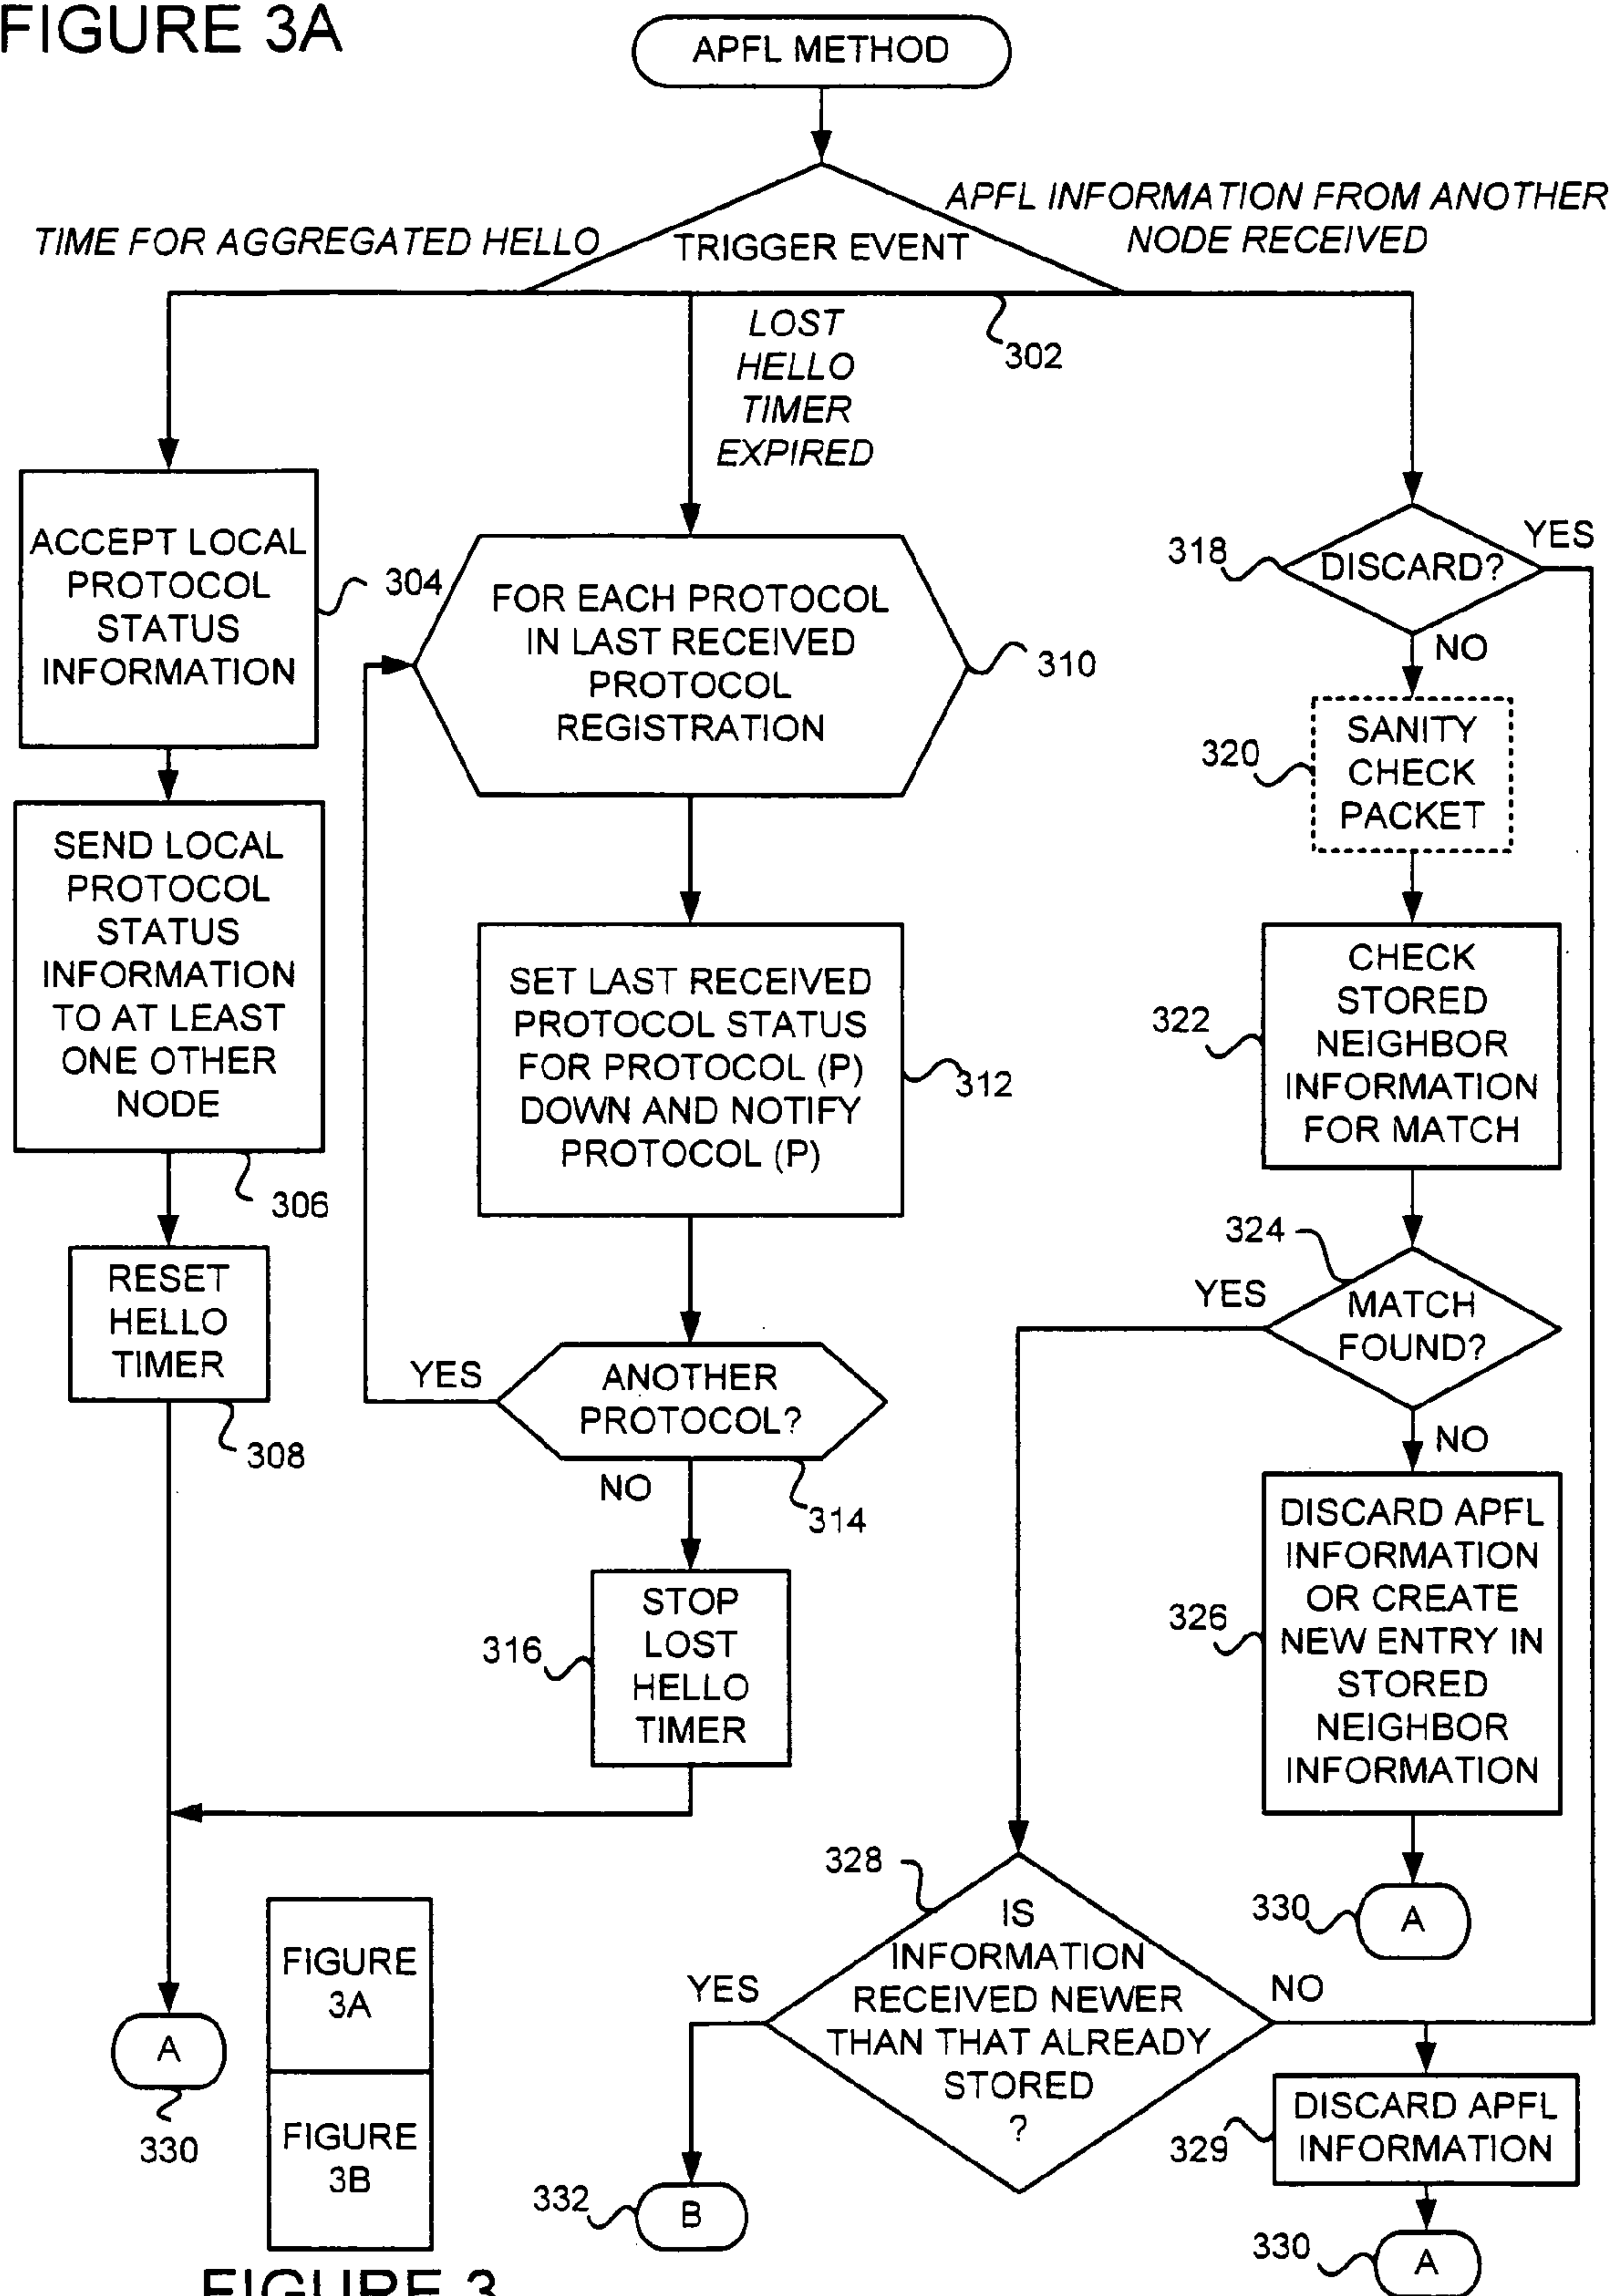 FIGURE 3A
APFL METHOD
TRIGGER EVENT
302
TIME FOR AGGREGATED HELLO
LOST
HELLO
TIMER
EXPIRED
APFL INFORMATION FROM ANOTHER
NODE RECEIVED
ACCEPT LOCAL
PROTOCOL
STATUS
INFORMATION
304
SEND LOCAL
PROTOCOL
STATUS
INFORMATION
TO AT LEAST
ONE OTHER
NODE
306
RESET
HELLO
TIMER
308
A
330
FOR EACH PROTOCOL
IN LAST RECEIVED
PROTOCOL
REGISTRATION
310
SET LAST RECEIVED
PROTOCOL STATUS
FOR PROTOCOL (P)
DOWN AND NOTIFY
PROTOCOL (P)
312
YES
ANOTHER
PROTOCOL?
314
NO
STOP
LOST
HELLO
TIMER
316
318
DISCARD?
YES
NO
SANITY
CHECK
PACKET
320
CHECK
STORED
NEIGHBOR
INFORMATION
FOR MATCH
322
324
YES
MATCH
FOUND?
NO
DISCARD APFL
INFORMATION
OR CREATE
NEW ENTRY IN
STORED
NEIGHBOR
INFORMATION
326
330
A
328
IS
INFORMATION
RECEIVED NEWER
THAN THAT ALREADY
STORED
?
YES
NO
332
B
DISCARD APFL
INFORMATION
329
330
A
FIGURE
3A
FIGURE
3B
FIGURE 3